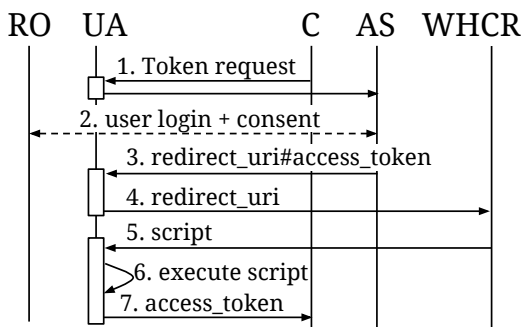 RO UA C AS WHCR
1. Token request
2. user login + consent
3. redirect_uri#access_token
4. redirect_uri
5. script
6. execute script
7. access_token